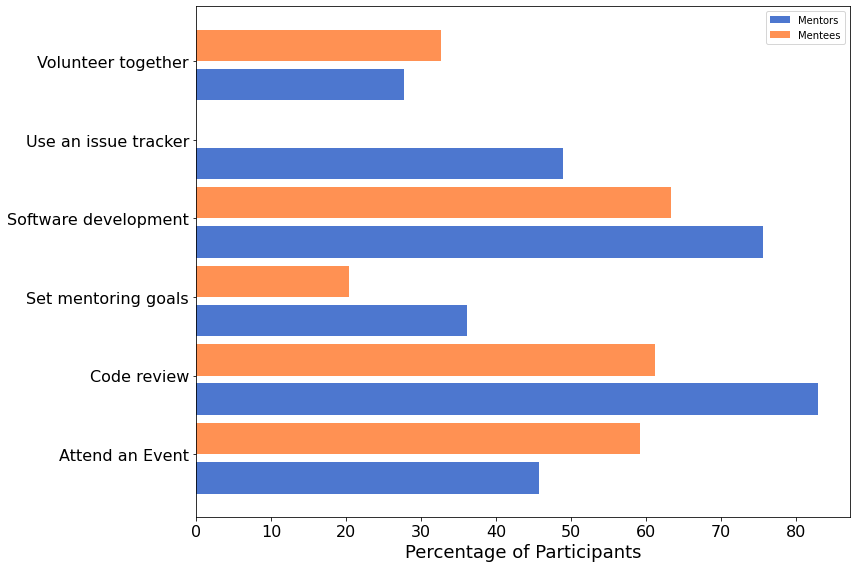 Mentors
Mentees
Volunteer together
Use an issue tracker
Software development
Set mentoring goals
Code review
Attend an Event
0 10 20 30 40 50 60 70 80
Percentage of Participants